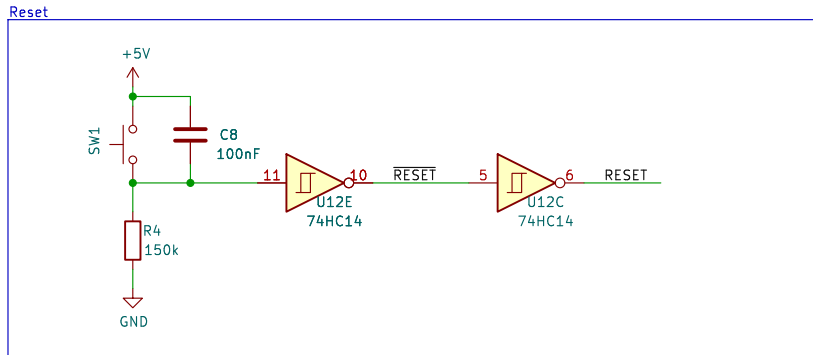 Reset
+5V
SW1
C8
100nF
11
10
RESET
5
6
RESET
U12E
74HC14
U12C
74HC14
R4
150k
GND